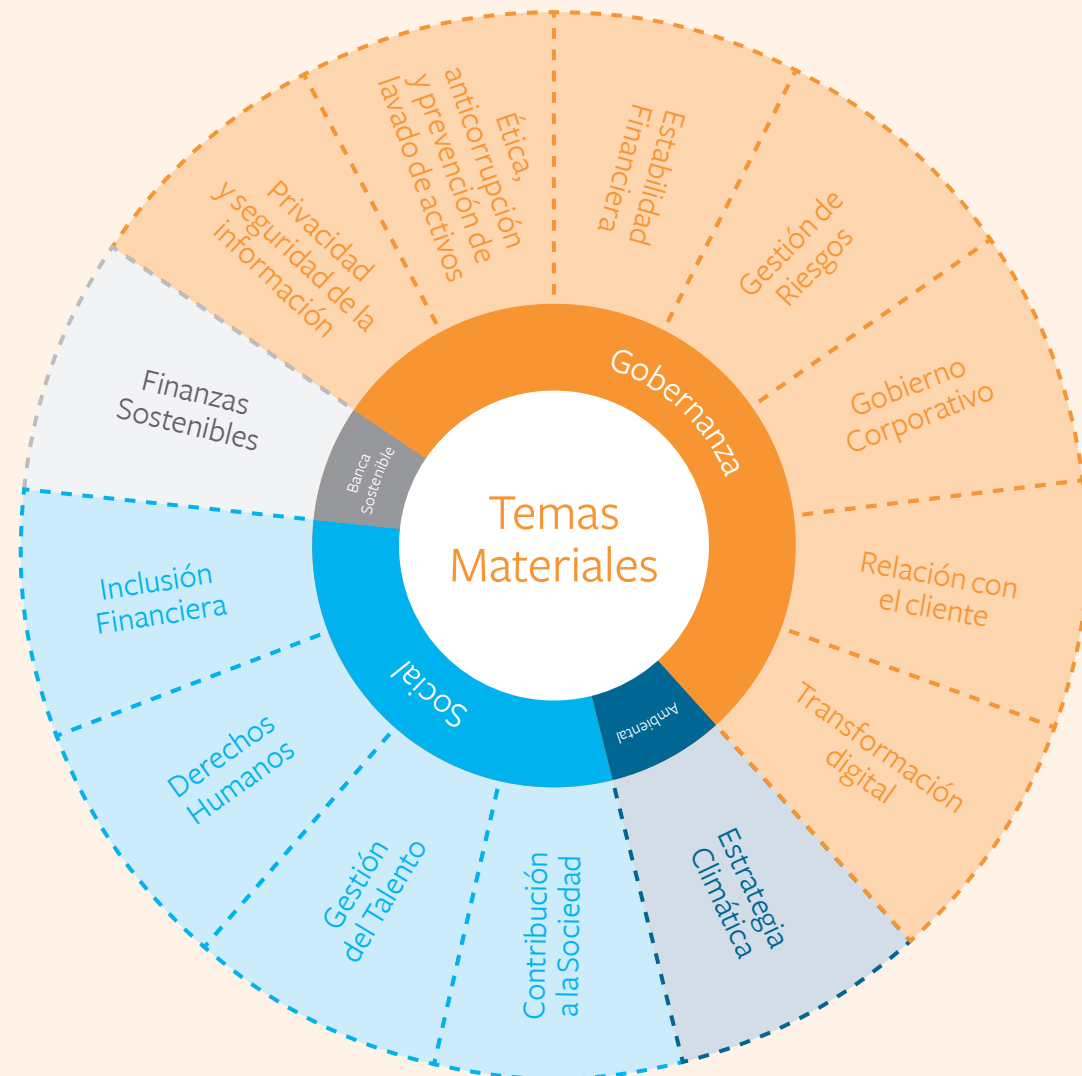 Temas
Materiales
Gobernanza
Ambiental
Social
Banca
Sostenible
Estabilidad
Financiera
Gestión de
Riesgos
Gobierno
Corporativo
Relación con
el cliente
Transformación
digital
Estrategia
Climática
Contribución
a la Sociedad
Gestión
del Talento
Derechos
Humanos
Inclusión
Financiera
Finanzas
Sostenibles
Privacidad
y seguridad de la
información
Ética,
anticorrupción
y prevención de
lavado de activos